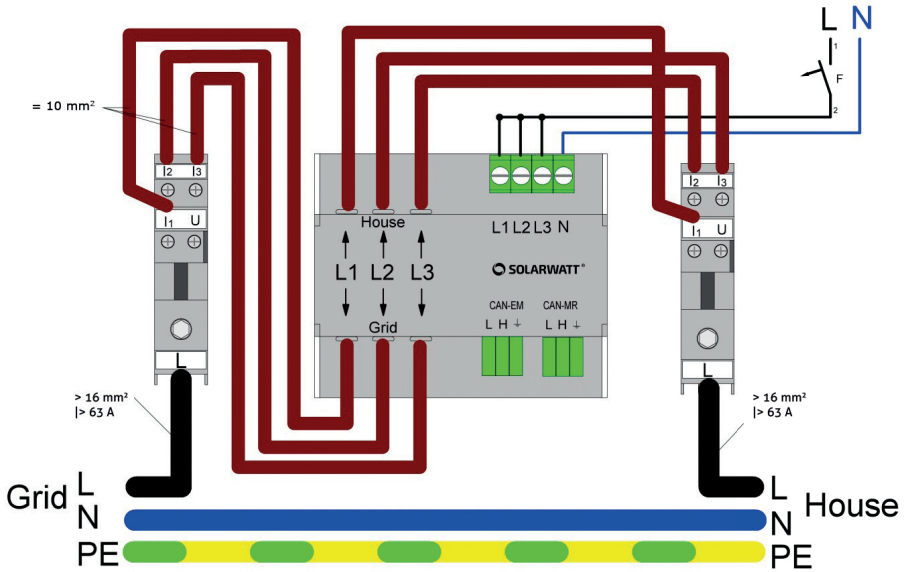 L N
1
F
2
= 10 mm²
I2 I3
I1 U
L
> 16 mm²
|> 63 A
House
L1 L2 L3
Grid
L1 L2 L3 N
SOLARWATT®
CAN-EM CAN-MR
L H L H
I2 I3
I1 U
L
> 16 mm²
|> 63 A
Grid L
N
PE
L House
N
PE